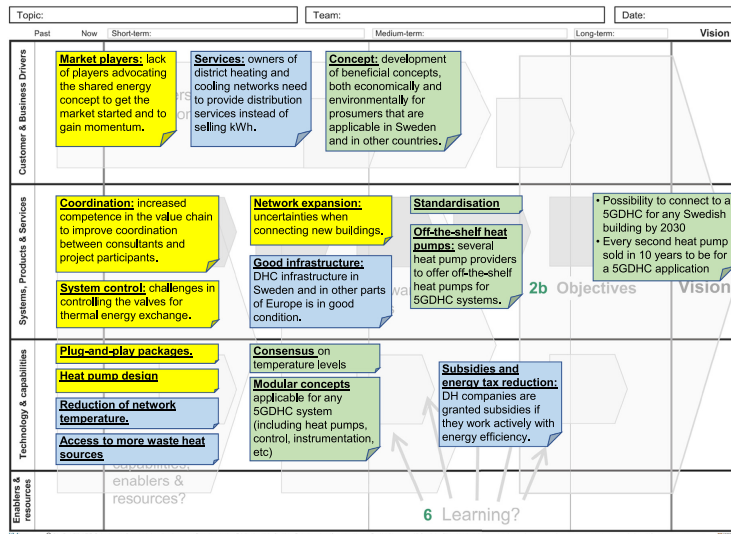 Topic:
Team:
Date:
Past
Now
Short-term:
Medium-term:
Long-term:
Vision
Customer & Business Drivers
Market players: lack
of players advocating
the shared energy
concept to get the
market started and to
gain momentum.
Services: owners of
district heating and
cooling networks need
to provide distribution
services instead of
selling kWh.
Concept: development
of beneficial concepts,
both economically and
environmentally for
prosumers that are
applicable in Sweden
and in other countries.
Systems, Products & Services
Coordination: increased
competence in the value chain
to improve coordination
between consultants and
project participants.
System control: challenges in
controlling the valves for
thermal energy exchange.
Network expansion:
uncertainties when
connecting new buildings.
Good infrastructure:
DHC infrastructure in
Sweden and in other parts
of Europe is in good
condition.
Standardisation
Off-the-shelf heat
pumps: several
heat pump providers
to offer off-the-shelf
heat pumps for
5GDHC systems.
• Possibility to connect to a
5GDHC for any Swedish
building by 2030
• Every second heat pump
sold in 10 years to be for
a 5GDHC application
2b Objectives
Vision
Technology & capabilities
Plug-and-play packages.
Heat pump design
Reduction of network
temperature.
Access to more waste heat
sources
Consensus on
temperature levels
Modular concepts
applicable for any
5GDHC system
(including heat pumps,
control, instrumentation,
etc)
Subsidies and
energy tax reduction:
DH companies are
granted subsidies if
they work actively with
energy efficiency.
Enablers &
resources
capabilities:
enablers
& resources?
6 Learning?